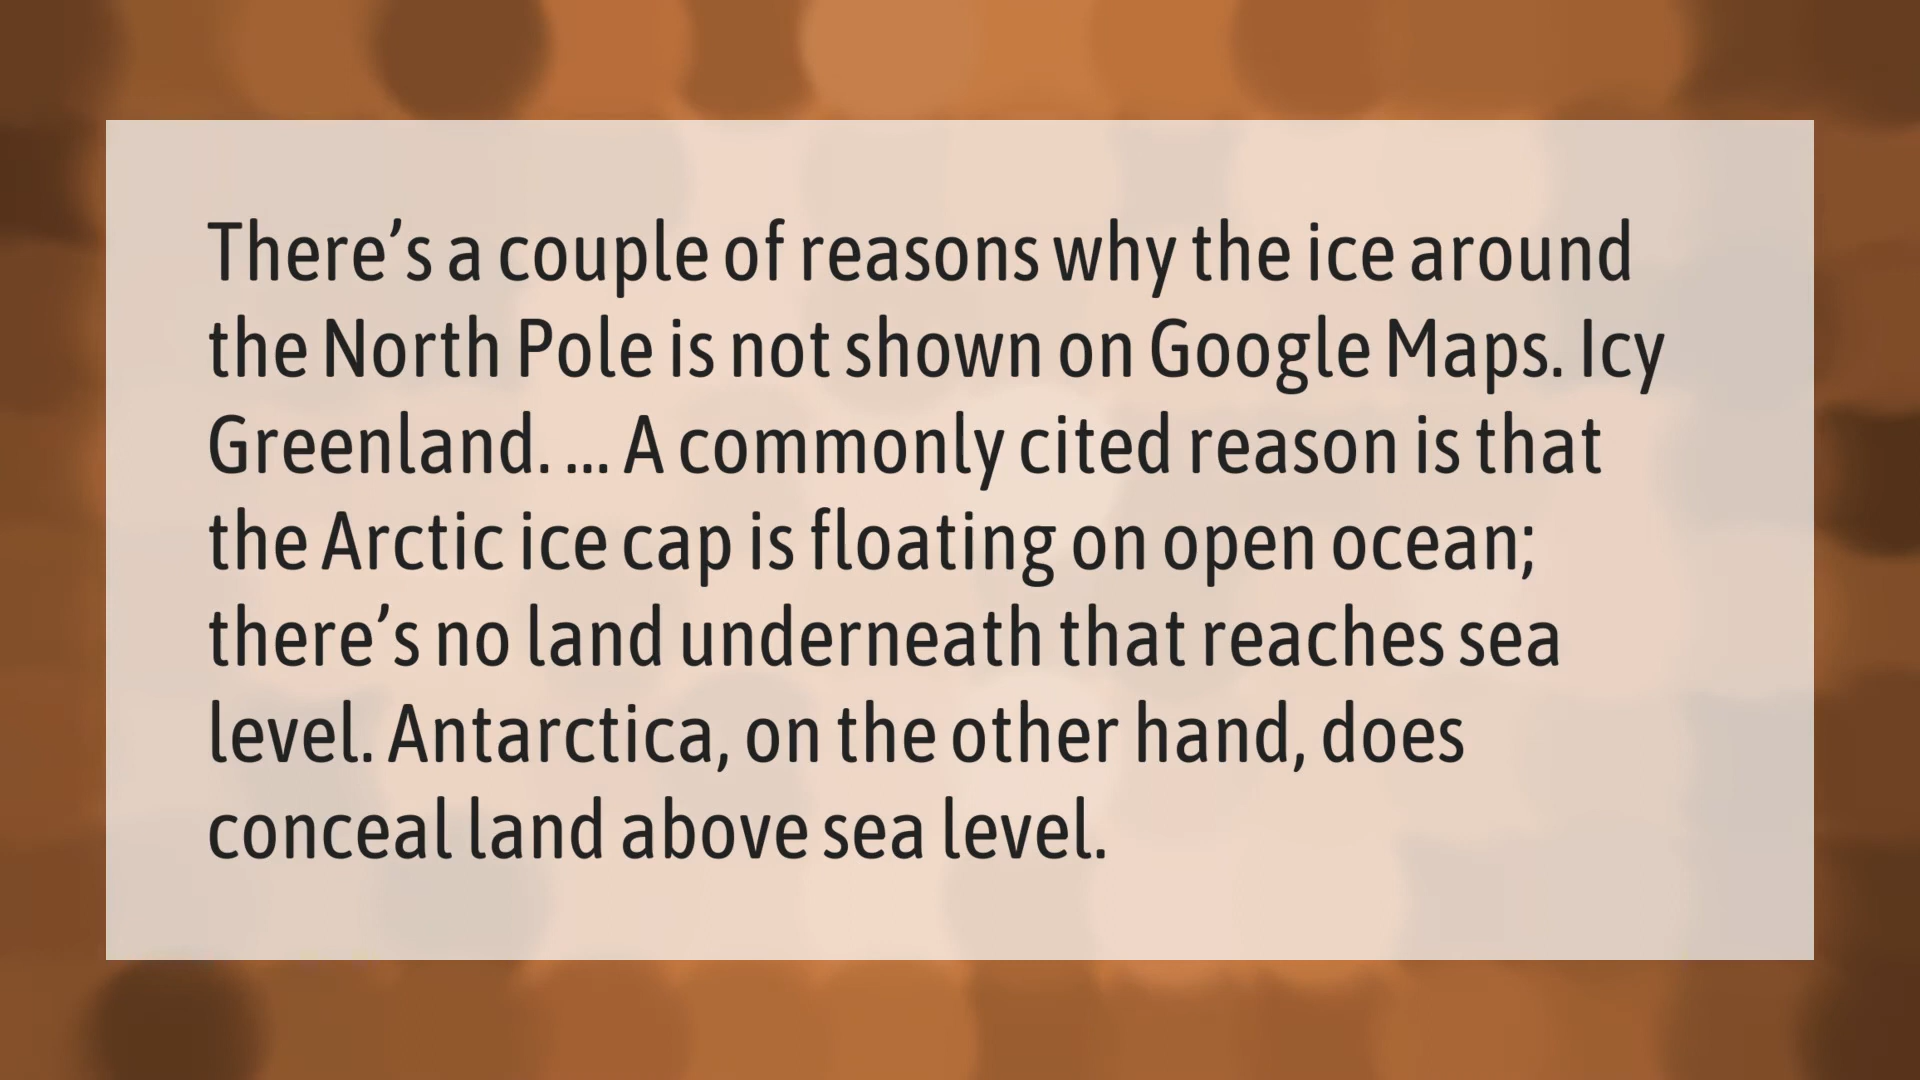 There’s a couple of reasons why the ice around
the North Pole is not shown on Google Maps. Icy
Greenland. ... A commonly cited reason is that
the Arctic ice cap is floating on open ocean;
there’s no land underneath that reaches sea
level. Antarctica, on the other hand, does
conceal land above sea level.